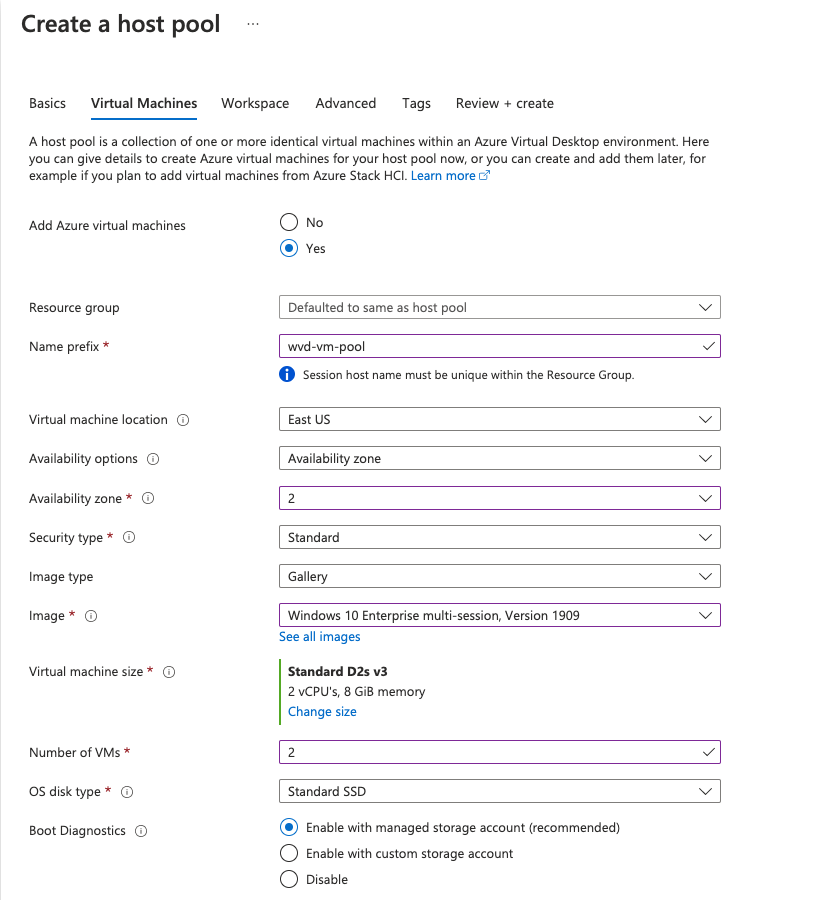 Create a host pool ...
Basics Virtual Machines Workspace Advanced Tags Review + create
A host pool is a collection of one or more identical virtual machines within an Azure Virtual Desktop environment. Here
you can give details to create Azure virtual machines for your host pool now, or you can create and add them later, for
example if you plan to add virtual machines from Azure Stack HCI. Learn more
Add Azure virtual machines
No
Yes
Resource group Defaulted to same as host pool
Name prefix * wvd-vm-pool
Session host name must be unique within the Resource Group.
Virtual machine location East US
Availability options Availability zone
Availability zone * 2
Security type * Standard
Image type Gallery
Image * Windows 10 Enterprise multi-session, Version 1909
See all images
Virtual machine size * Standard D2s v3
2 vCPU's, 8 GiB memory
Change size
Number of VMs * 2
OS disk type * Standard SSD
Boot Diagnostics Enable with managed storage account (recommended)
Enable with custom storage account
Disable